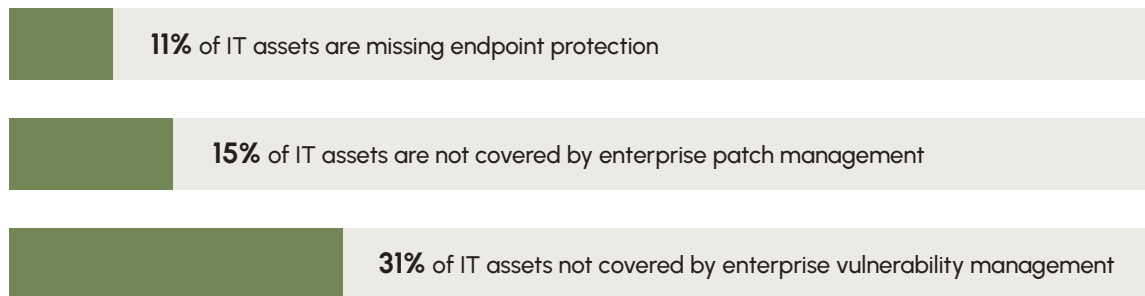 11% of IT assets are missing endpoint protection
15% of IT assets are not covered by enterprise patch management
31% of IT assets not covered by enterprise vulnerability management